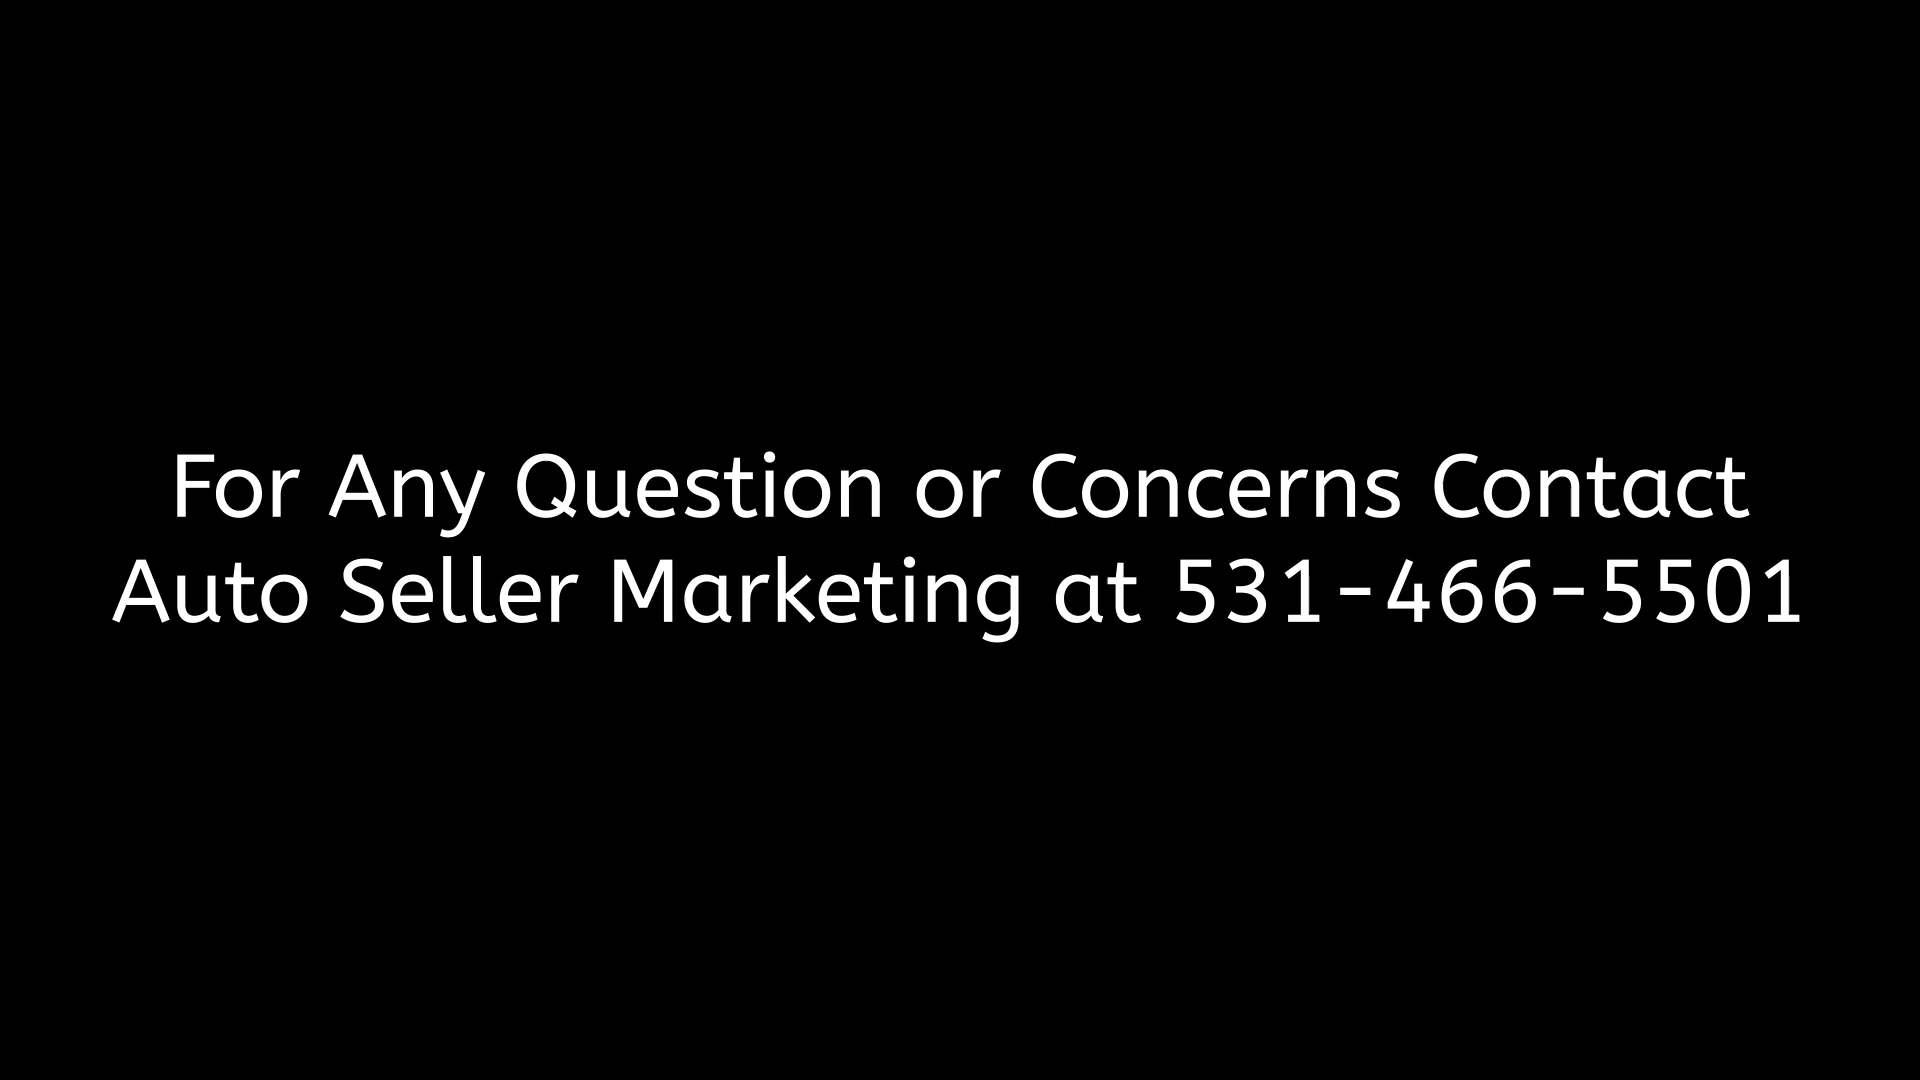 For Any Question or Concerns Contact
Auto Seller Marketing at 531-466-5501